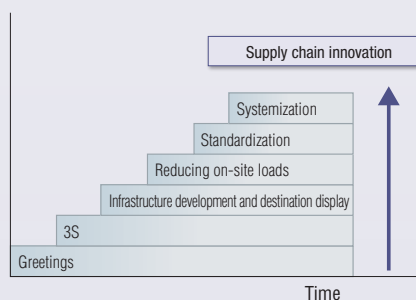 Supply chain innovation
Systemization
Standardization
Reducing on-site loads
Infrastructure development and destination display
3S
Greetings
Time